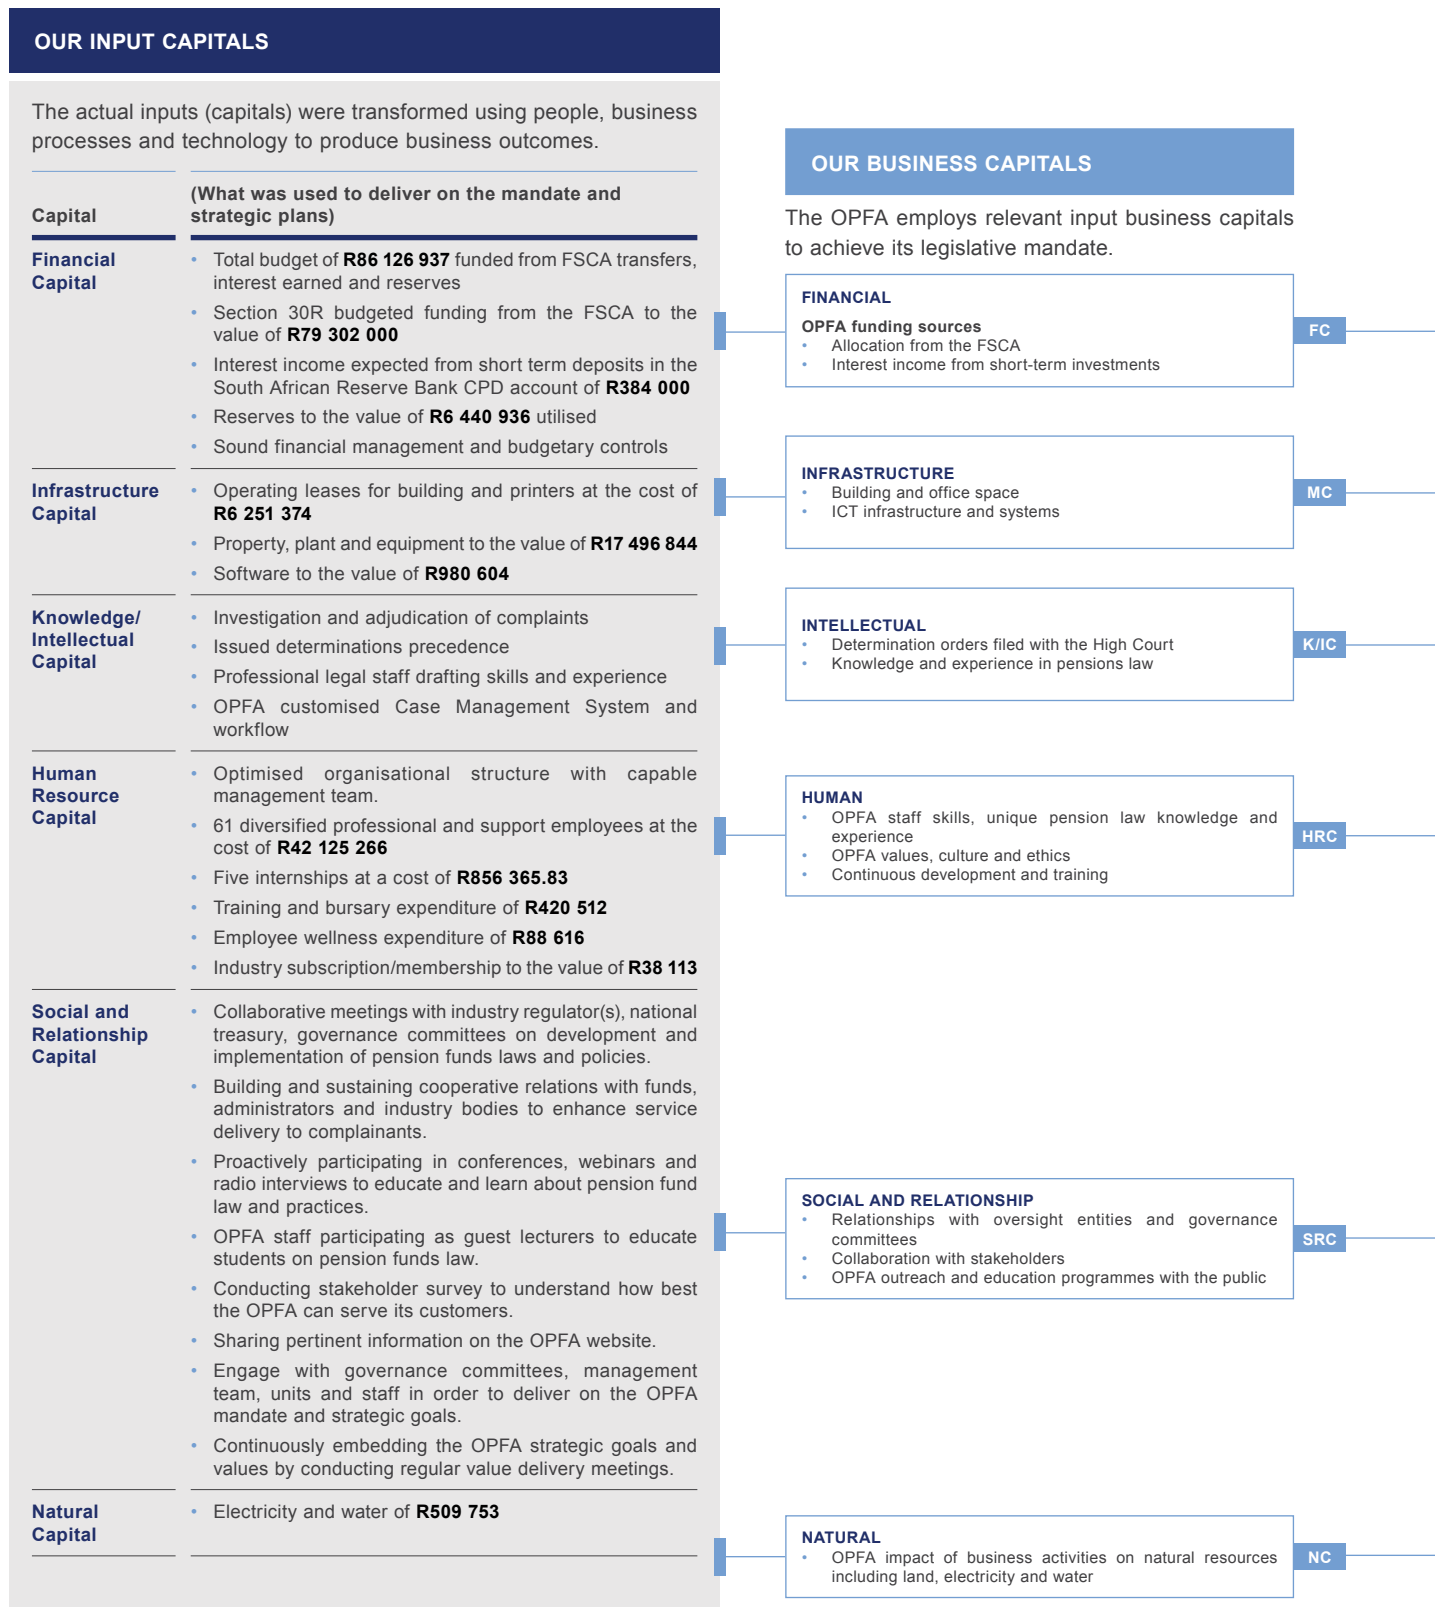 OUR INPUT CAPITALS
The actual inputs (capitals) were transformed using people, business
processes and technology to produce business outcomes.
Capital
(What was used to deliver on the mandate and
strategic plans)
Financial
Capital
• Total budget of R86 126 937 funded from FSCA transfers,
interest earned and reserves
• Section 30R budgeted funding from the FSCA to the
value of R79 302 000
• Interest income expected from short term deposits in the
South African Reserve Bank CPD account of R384 000
• Reserves to the value of R6 440 936 utilised
• Sound financial management and budgetary controls
Infrastructure
Capital
• Operating leases for building and printers at the cost of
R6 251 374
• Property, plant and equipment to the value of R17 496 844
• Software to the value of R980 604
Knowledge/
Intellectual
Capital
• Investigation and adjudication of complaints
• Issued determinations precedence
• Professional legal staff drafting skills and experience
• OPFA customised Case Management System and
workflow
Human
Resource
Capital
• Optimised organisational structure with capable
management team.
• 61 diversified professional and support employees at the
cost of R42 125 266
• Five internships at a cost of R856 365.83
• Training and bursary expenditure of R420 512
• Employee wellness expenditure of R88 616
• Industry subscription/membership to the value of R38 113
Social and
Relationship
Capital
• Collaborative meetings with industry regulator(s), national
treasury, governance committees on development and
implementation of pension funds laws and policies.
• Building and sustaining cooperative relations with funds,
administrators and industry bodies to enhance service
delivery to complainants.
• Proactively participating in conferences, webinars and
radio interviews to educate and learn about pension fund
law and practices.
• OPFA staff participating as guest lecturers to educate
students on pension funds law.
• Conducting stakeholder survey to understand how best
the OPFA can serve its customers.
• Sharing pertinent information on the OPFA website.
• Engage with governance committees, management
team, units and staff in order to deliver on the OPFA
mandate and strategic goals.
• Continuously embedding the OPFA strategic goals and
values by conducting regular value delivery meetings.
Natural
Capital
• Electricity and water of R509 753
OUR BUSINESS CAPITALS
The OPFA employs relevant input business capitals
to achieve its legislative mandate.
FINANCIAL
OPFA funding sources
• Allocation from the FSCA
• Interest income from short-term investments
FC
INFRASTRUCTURE
• Building and office space
• ICT infrastructure and systems
MC
INTELLECTUAL
• Determination orders filed with the High Court
• Knowledge and experience in pensions law
K/IC
HUMAN
• OPFA staff skills, unique pension law knowledge and
experience
• OPFA values, culture and ethics
• Continuous development and training
HRC
SOCIAL AND RELATIONSHIP
• Relationships with oversight entities and governance
committees
• Collaboration with stakeholders
• OPFA outreach and education programmes with the public
SRC
NATURAL
• OPFA impact of business activities on natural resources
including land, electricity and water
NC